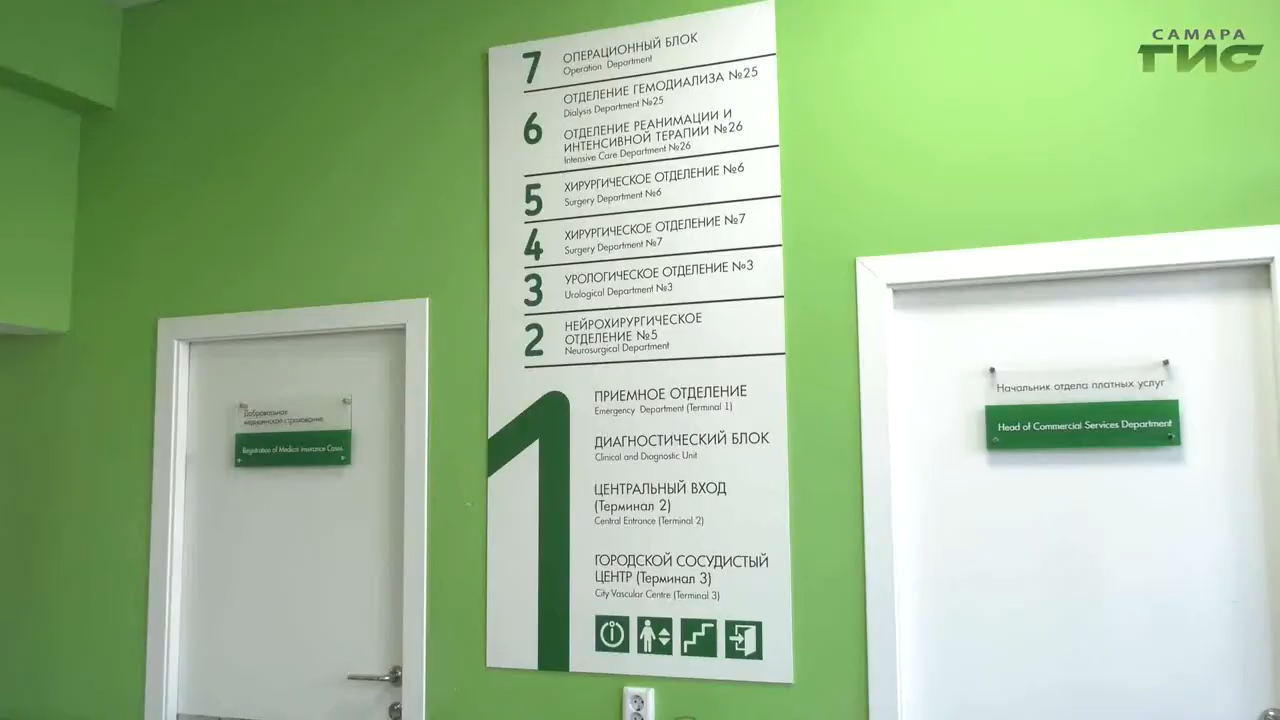 САМАРА
ГИС
7
ОПЕРАЦИОННЫЙ БЛОК
Operation Department
6
ОТДЕЛЕНИЕ ГЕМОДИАЛИЗА №25
Dialysis Department №25
ОТДЕЛЕНИЕ РЕАНИМАЦИИ И
ИНТЕНСИВНОЙ ТЕРАПИИ №26
Intensive Care Department №26
5
ХИРУРГИЧЕСКОЕ ОТДЕЛЕНИЕ №6
Surgery Department №6
4
ХИРУРГИЧЕСКОЕ ОТДЕЛЕНИЕ №7
Surgery Department №7
3
УРОЛОГИЧЕСКОЕ ОТДЕЛЕНИЕ №3
Urological Department №3
2
НЕЙРОХИРУРГИЧЕСКОЕ
ОТДЕЛЕНИЕ №5
Neurosurgical Department
1
ПРИЕМНОЕ ОТДЕЛЕНИЕ
Emergency Department (Terminal 1)
ДИАГНОСТИЧЕСКИЙ БЛОК
Clinical and Diagnostic Unit
ЦЕНТРАЛЬНЫЙ ВХОД
(Терминал 2)
Central Entrance (Terminal 2)
ГОРОДСКОЙ СОСУДИСТЫЙ
ЦЕНТР (Терминал 3)
City Vascular Centre (Terminal 3)
Добровольное
медицинское страхование
Registration of Medical Insurance Cases
Начальник отдела платных услуг
Head of Commercial Services Department